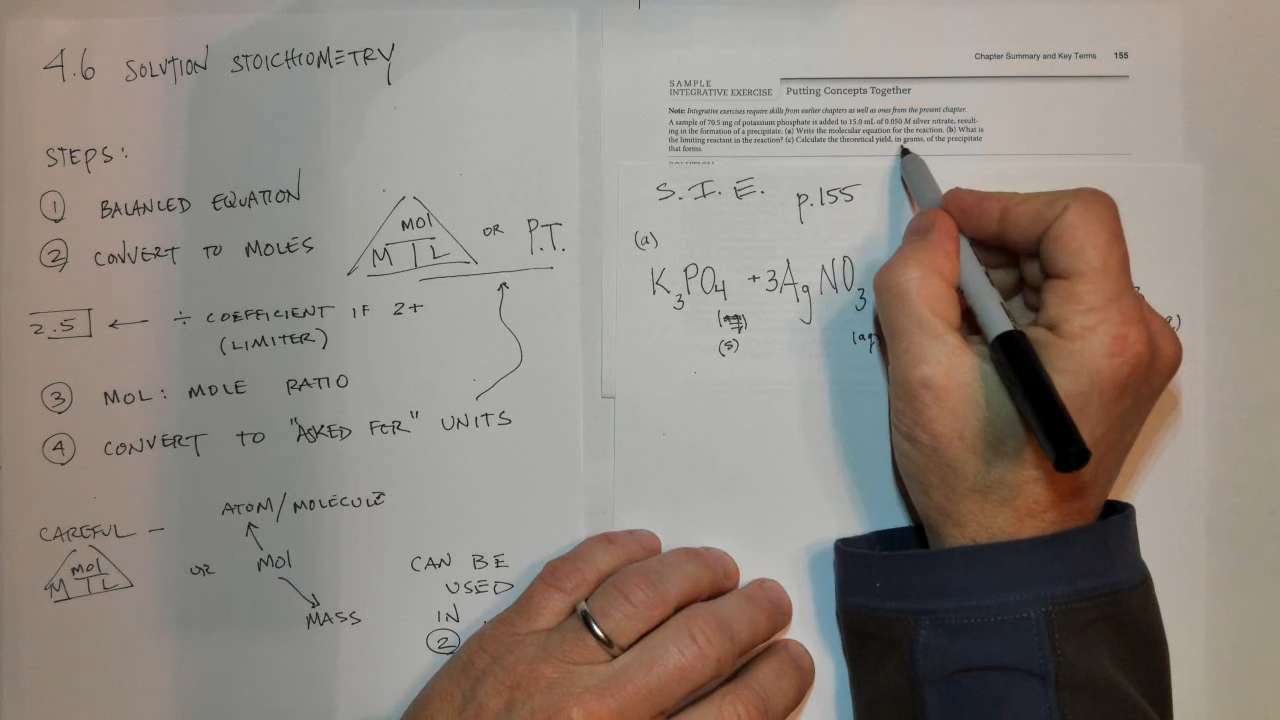 4.6 SOLUTION STOICHIOMETRY
STEPS:
① BALANCED EQUATION
② CONVERT TO MOLES
mol
M L
OR P.T.
2.5 ← ÷ COEFFICIENT IF 2+
(LIMITER)
③ MOL: MOLE RATIO
④ CONVERT TO "ASKED FOR" UNITS
CAREFUL –
mol
M L
OR
ATOM/MOLECULE
Mol
MASS
CAN BE
USED
IN
②
Chapter Summary and Key Terms 155
SAMPLE
INTEGRATIVE EXERCISE Putting Concepts Together
Note: Integrative exercises require skills from earlier chapters as well as ones from the present chapter.
A sample of 70.5 mg of potassium phosphate is added to 15.0 mL of 0.050 M silver nitrate, result-
ing in the formation of a precipitate. (a) Write the molecular equation for the reaction. (b) What is
the limiting reactant in the reaction? (c) Calculate the theoretical yield, in grams, of the precipitate
that forms.
S.I.E. p.155
(a)
K₃PO₄ + 3AgNO₃
(s) (aq